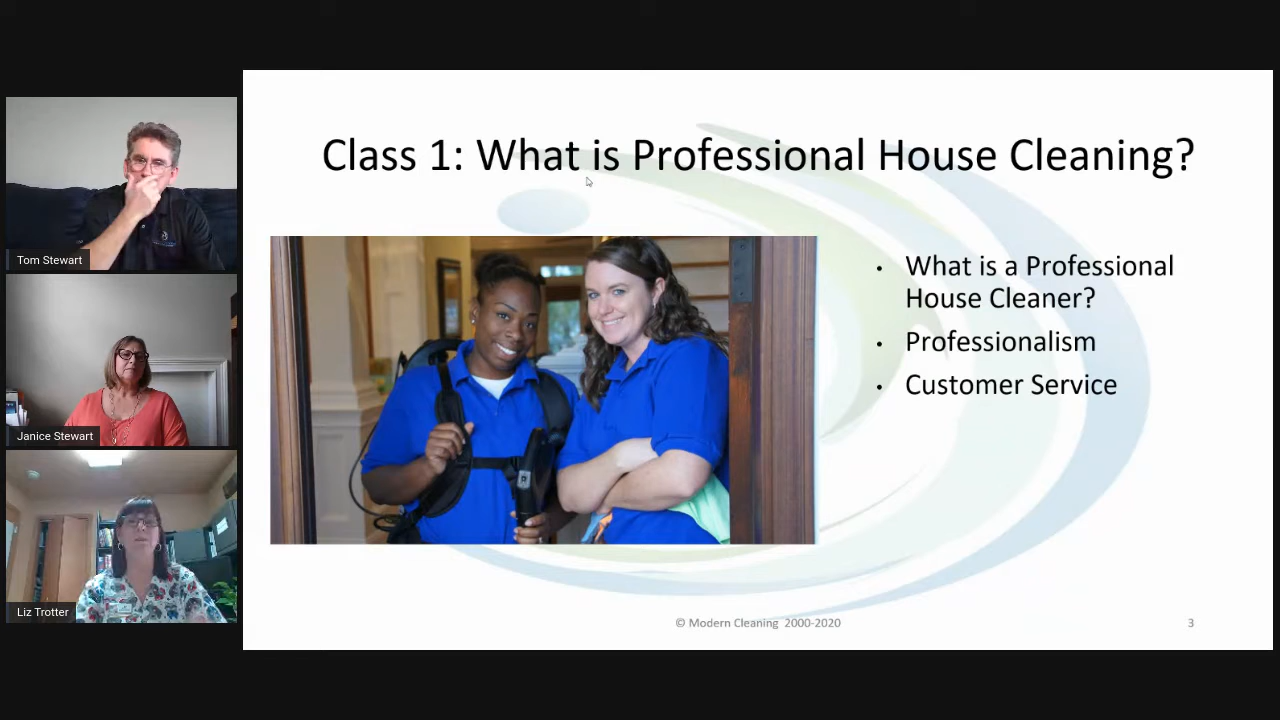 Class 1: What is Professional House Cleaning?
Tom Stewart
Janice Stewart
Liz Trotter
• What is a Professional
House Cleaner?
• Professionalism
• Customer Service
© Modern Cleaning 2000-2020
3